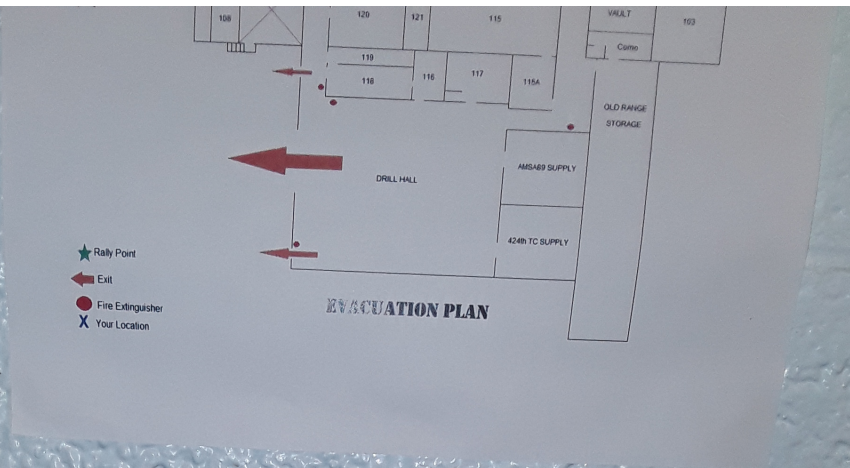 108
120
121
115
VAULT
Como
103
119
118
116
117
115A
OLD RANGE
STORAGE
AMSA89 SUPPLY
DRILL HALL
424th TC SUPPLY
Rally Point
Exit
Fire Extinguisher
X Your Location
EVACUATION PLAN